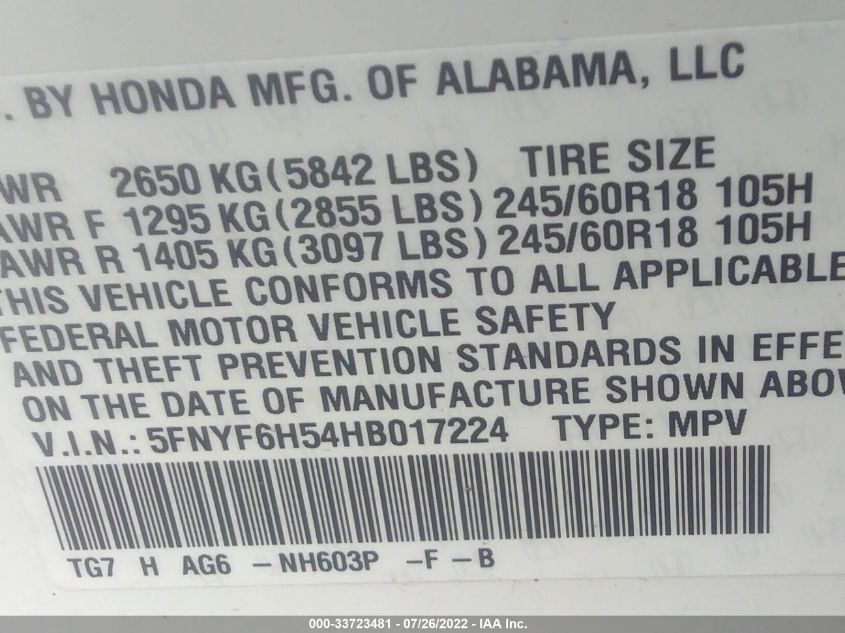 . BY HONDA MFG. OF ALABAMA, LLC
WR 2650 KG (5842 LBS) TIRE SIZE
AWR F 1295 KG (2855 LBS) 245/60R18 105H
AWR R 1405 KG (3097 LBS) 245/60R18 105H
THIS VEHICLE CONFORMS TO ALL APPLICABLE
FEDERAL MOTOR VEHICLE SAFETY
AND THEFT PREVENTION STANDARDS IN EFFE
ON THE DATE OF MANUFACTURE SHOWN ABOV
V.I.N.: 5FNYF6H54HB017224 TYPE: MPV
TG7 H AG6 - NH603P - F - B
000-33723481 - 07/26/2022 - IAA Inc.